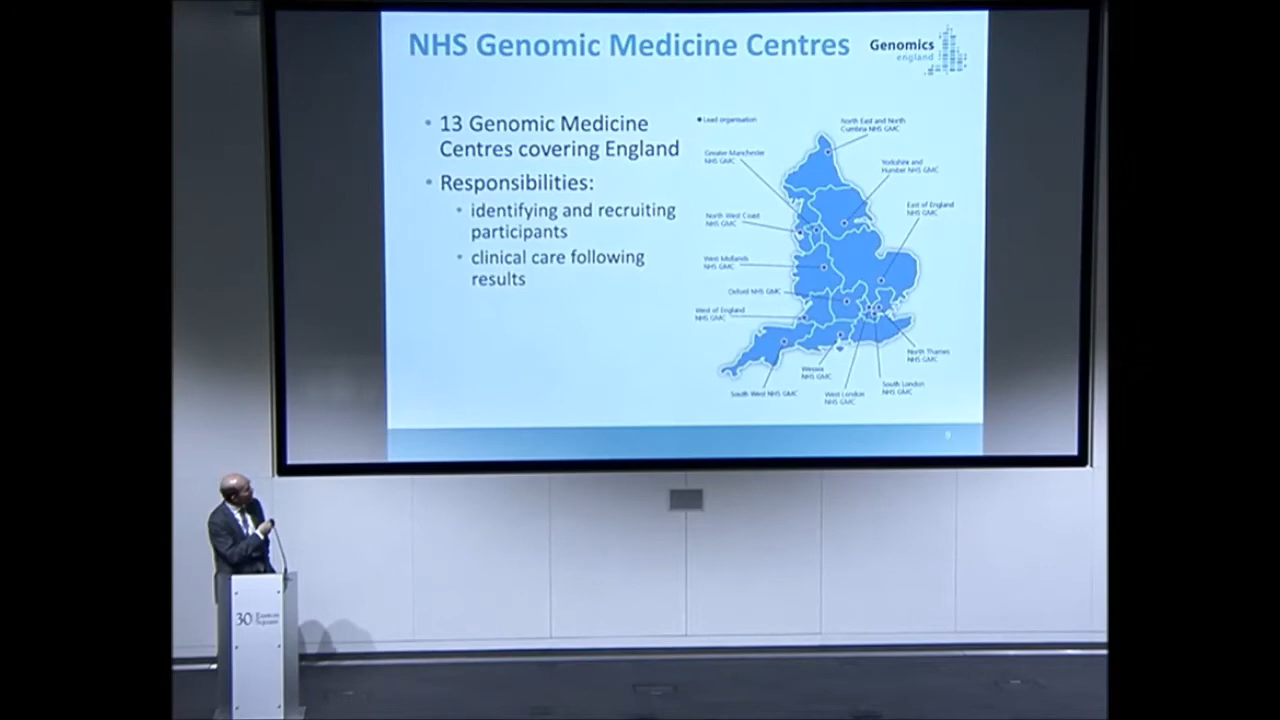 NHS Genomic Medicine Centres
Genomics
england
• 13 Genomic Medicine
Centres covering England
• Responsibilities:
• identifying and recruiting
participants
• clinical care following
results
• Lead organisation
North East and North
Cumbria NHS GMC
Greater Manchester
NHS GMC
Yorkshire and
Humber NHS GMC
East of England
NHS GMC
North West Coast
NHS GMC
West Midlands
NHS GMC
Oxford NHS GMC
West of England
NHS GMC
North Thames
NHS GMC
Wessex
NHS GMC
South London
NHS GMC
South West NHS GMC
West London
NHS GMC
9
30